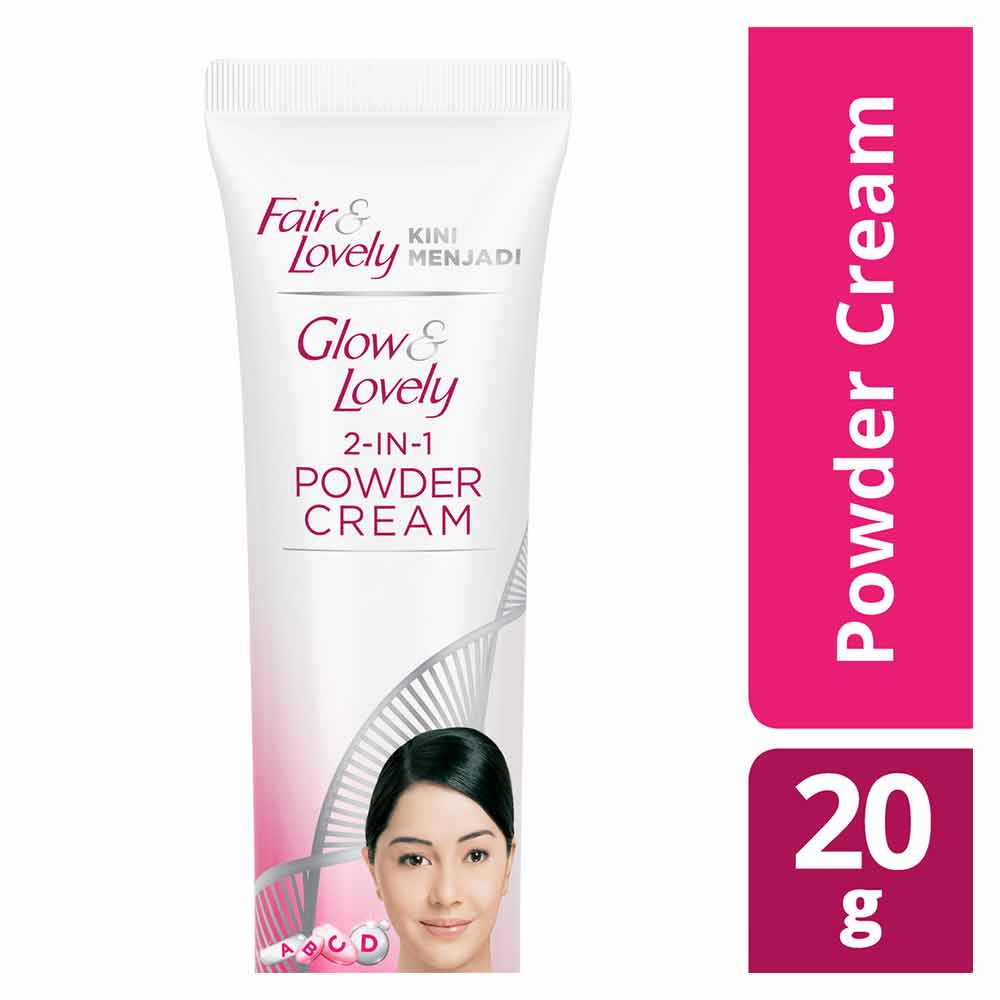 Fair &
Lovely
KINI
MENJADI
Glow &
Lovely
2-IN-1
POWDER
CREAM
A B C D
Powder Cream
20
g